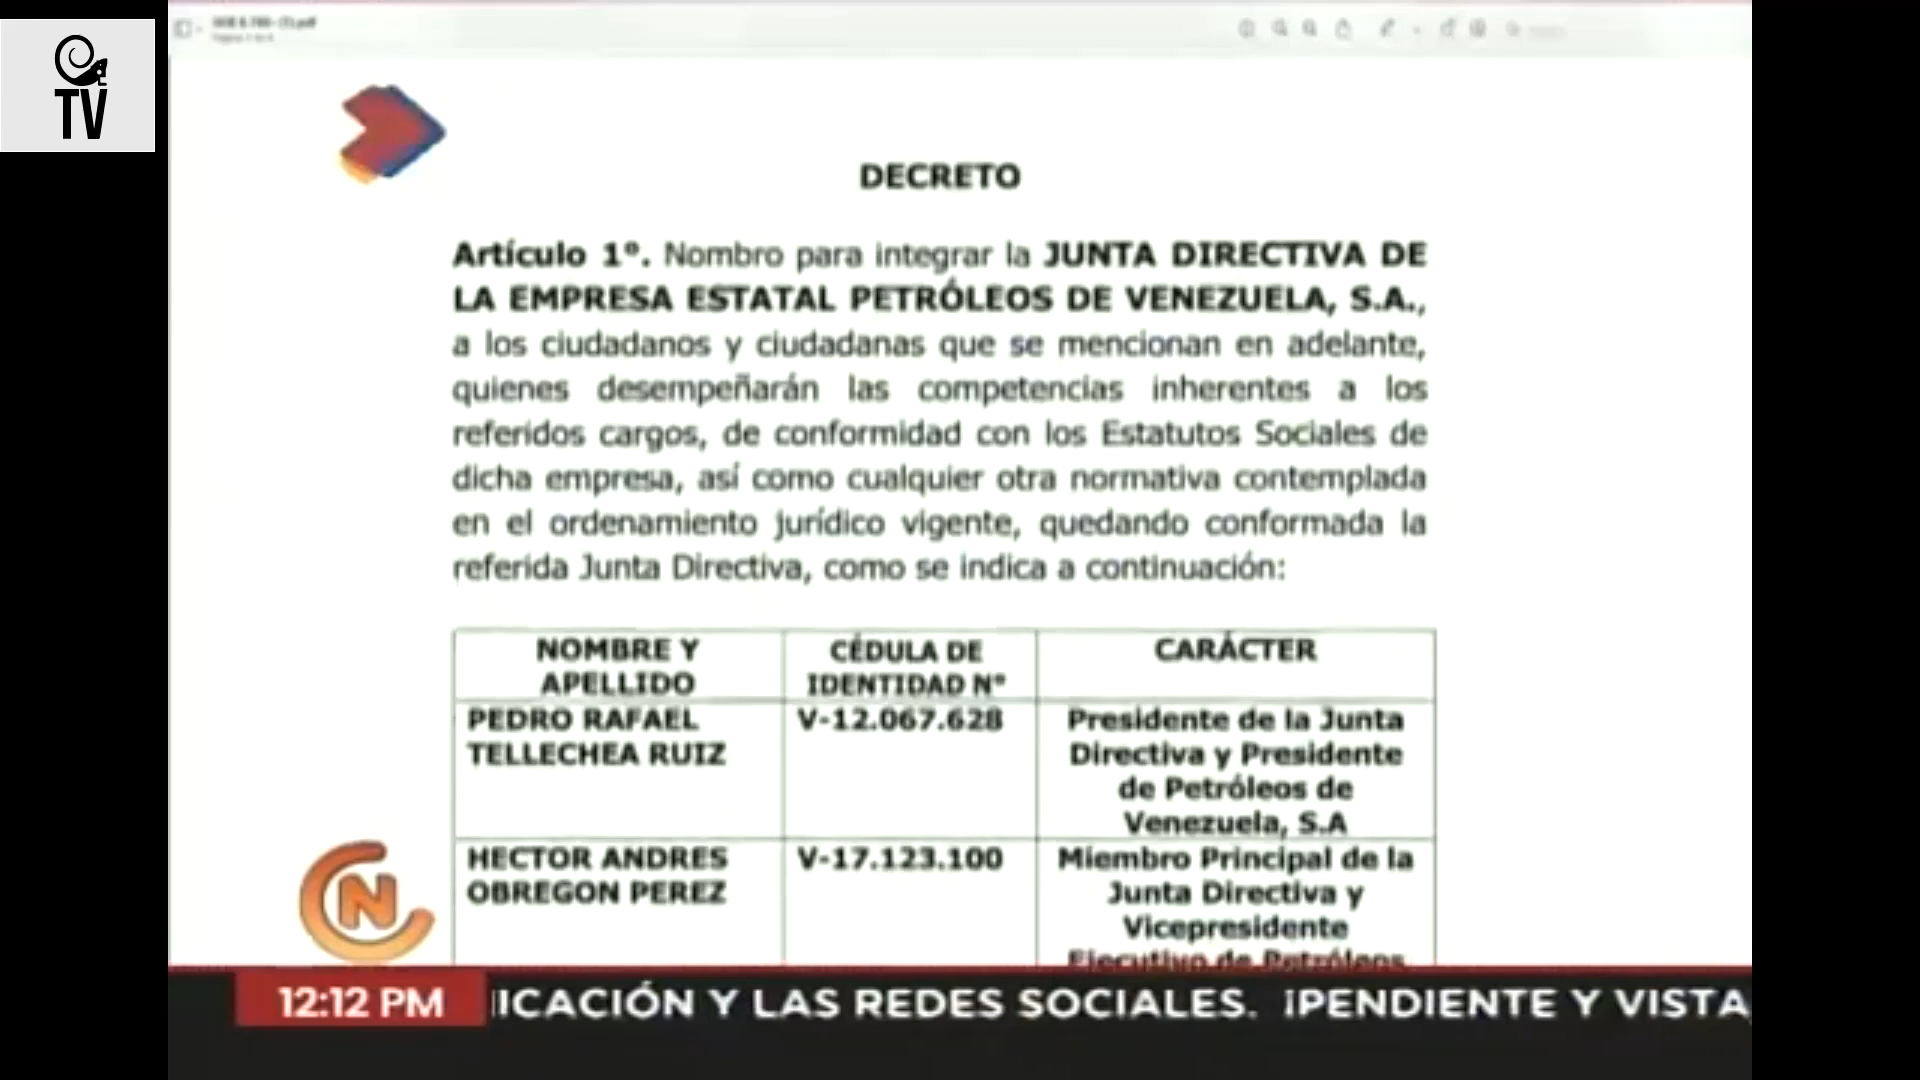 TV
DECRETO
Artículo 1°. Nombro para integrar la JUNTA DIRECTIVA DE
LA EMPRESA ESTATAL PETRÓLEOS DE VENEZUELA, S.A.,
a los ciudadanos y ciudadanas que se mencionan en adelante,
quienes desempeñarán las competencias inherentes a los
referidos cargos, de conformidad con los Estatutos Sociales de
dicha empresa, así como cualquier otra normativa contemplada
en el ordenamiento jurídico vigente, quedando conformada la
referida Junta Directiva, como se indica a continuación:
NOMBRE Y
APELLIDO
CÉDULA DE
IDENTIDAD N°
CARÁCTER
PEDRO RAFAEL
TELLECHEA RUIZ
V-12.067.628
Presidente de la Junta
Directiva y Presidente
de Petróleos de
Venezuela, S.A
HECTOR ANDRES
OBREGON PEREZ
V-17.123.100
Miembro Principal de la
Junta Directiva y
Vicepresidente
Ejecutivo de Petróleos
N
12:12 PM
ICACIÓN Y LAS REDES SOCIALES. ¡PENDIENTE Y VISTA